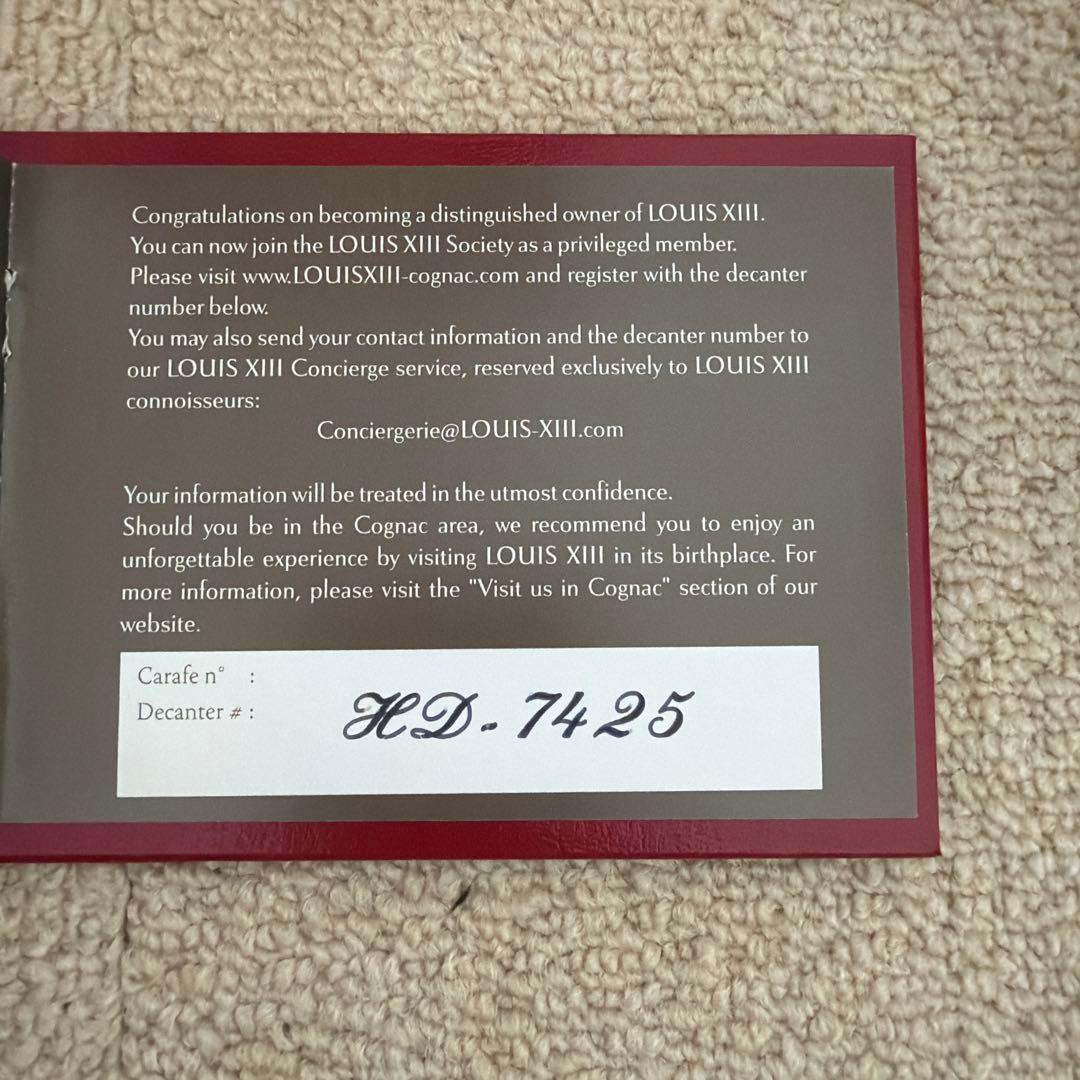 Congratulations on becoming a distinguished owner of LOUIS XIII.
You can now join the LOUIS XIII Society as a privileged member.
Please visit www.LOUISXIII-cognac.com and register with the decanter
number below.
You may also send your contact information and the decanter number to
our LOUIS XIII Concierge service, reserved exclusively to LOUIS XIII
connoisseurs:
Conciergerie@LOUIS-XIII.com
Your information will be treated in the utmost confidence.
Should you be in the Cognac area, we recommend you to enjoy an
unforgettable experience by visiting LOUIS XIII in its birthplace. For
more information, please visit the "Visit us in Cognac" section of our
website.
Carafe n° :
Decanter # : HD-7425